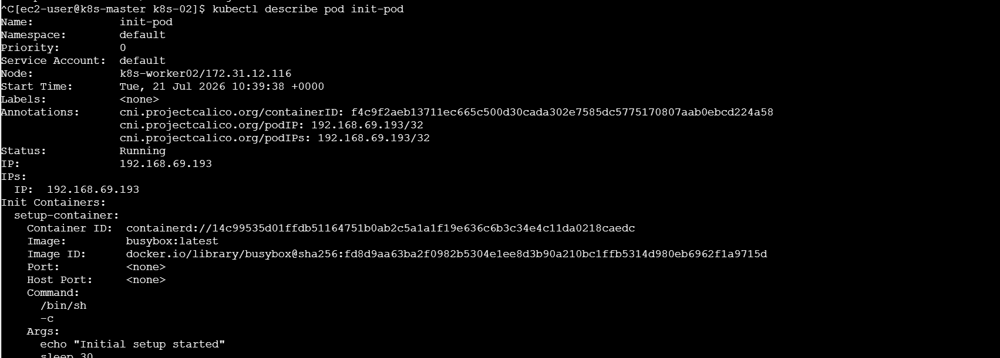 ^C[ec2-user@k8s-master k8s-02]$ kubectl describe pod init-pod
Name:             init-pod
Namespace:        default
Priority:         0
Service Account:  default
Node:             k8s-worker02/172.31.12.116
Start Time:       Tue, 21 Jul 2026 10:39:38 +0000
Labels:           <none>
Annotations:      cni.projectcalico.org/containerID: f4c9f2aeb13711ec665c500d30cada302e7585dc5775170807aab0ebcd224a58
                  cni.projectcalico.org/podIP: 192.168.69.193/32
                  cni.projectcalico.org/podIPs: 192.168.69.193/32
Status:           Running
IP:               192.168.69.193
IPs:
  IP:  192.168.69.193
Init Containers:
  setup-container:
    Container ID:  containerd://14c99535d01ffdb51164751b0ab2c5a1a1f19e636c6b3c34e4c11da0218caedc
    Image:         busybox:latest
    Image ID:      docker.io/library/busybox@sha256:fd8d9aa63ba2f0982b5304e1ee8d3b90a210bc1ffb5314d980eb6962f1a9715d
    Port:          <none>
    Host Port:     <none>
    Command:
      /bin/sh
      -c
    Args:
      echo "Initial setup started"
      sleep 30